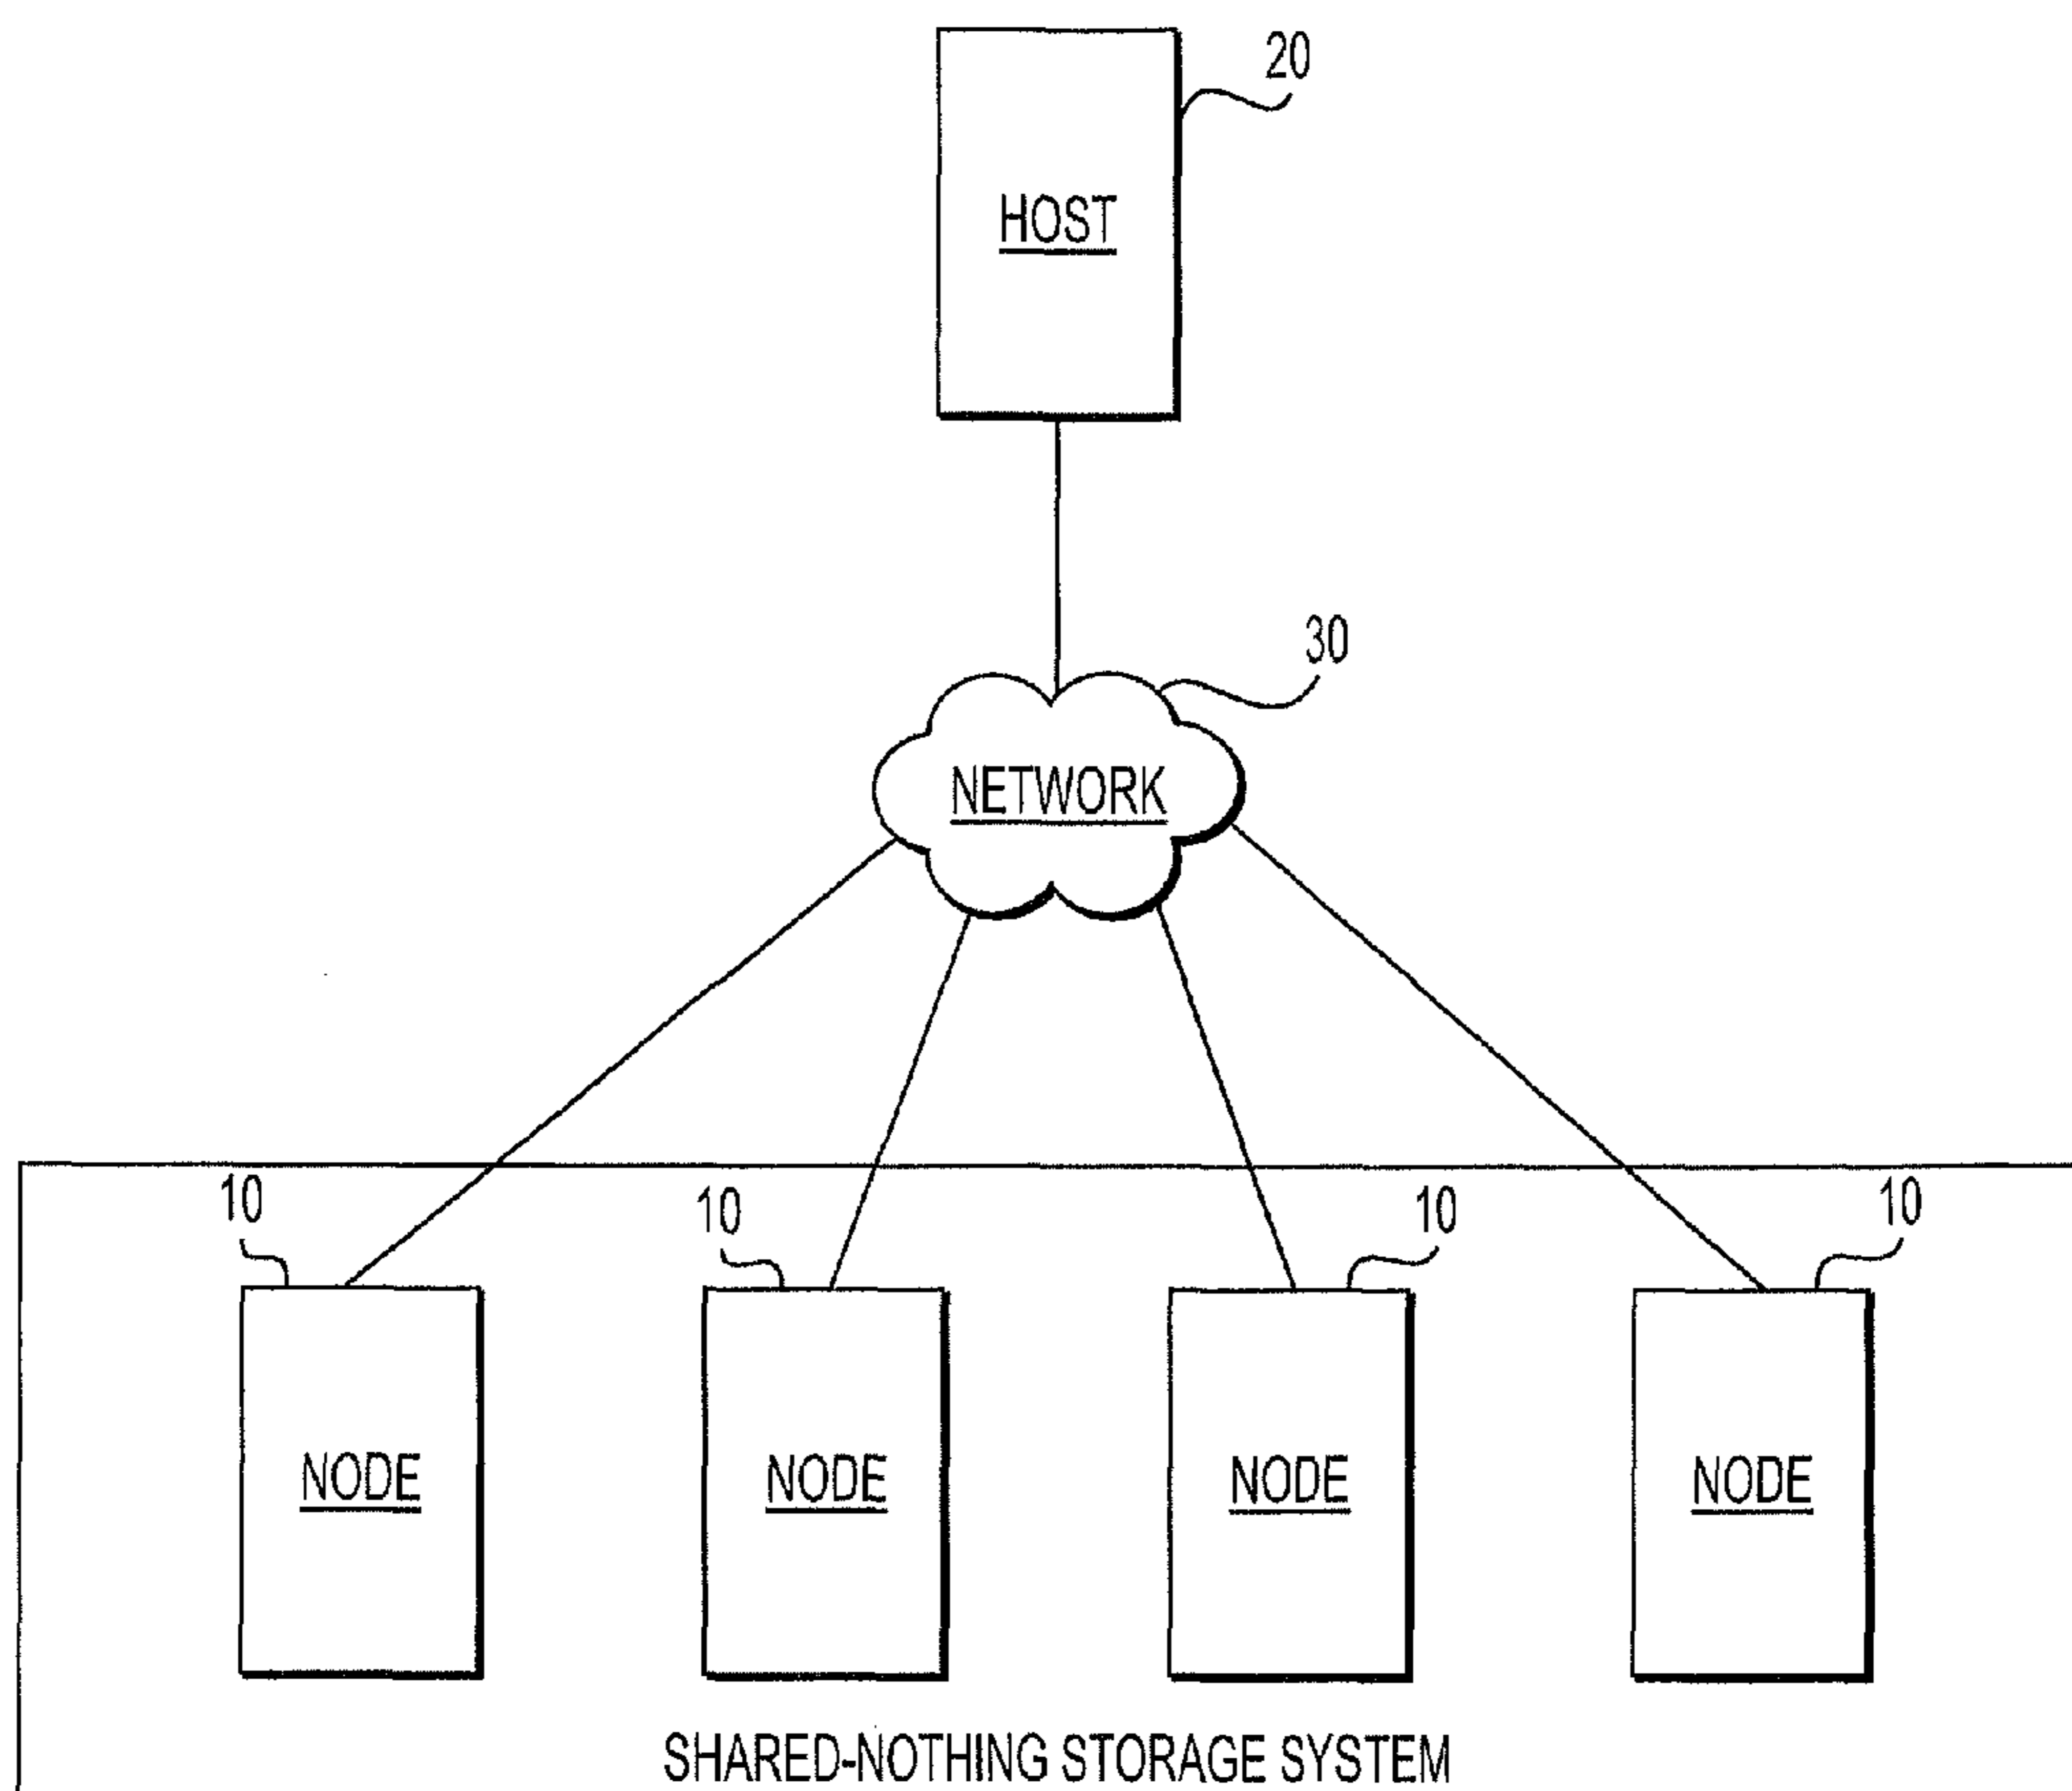 20
HOST
30
NETWORK
10
10
10
10
NODE
NODE
NODE
NODE
SHARED-NOTHING STORAGE SYSTEM